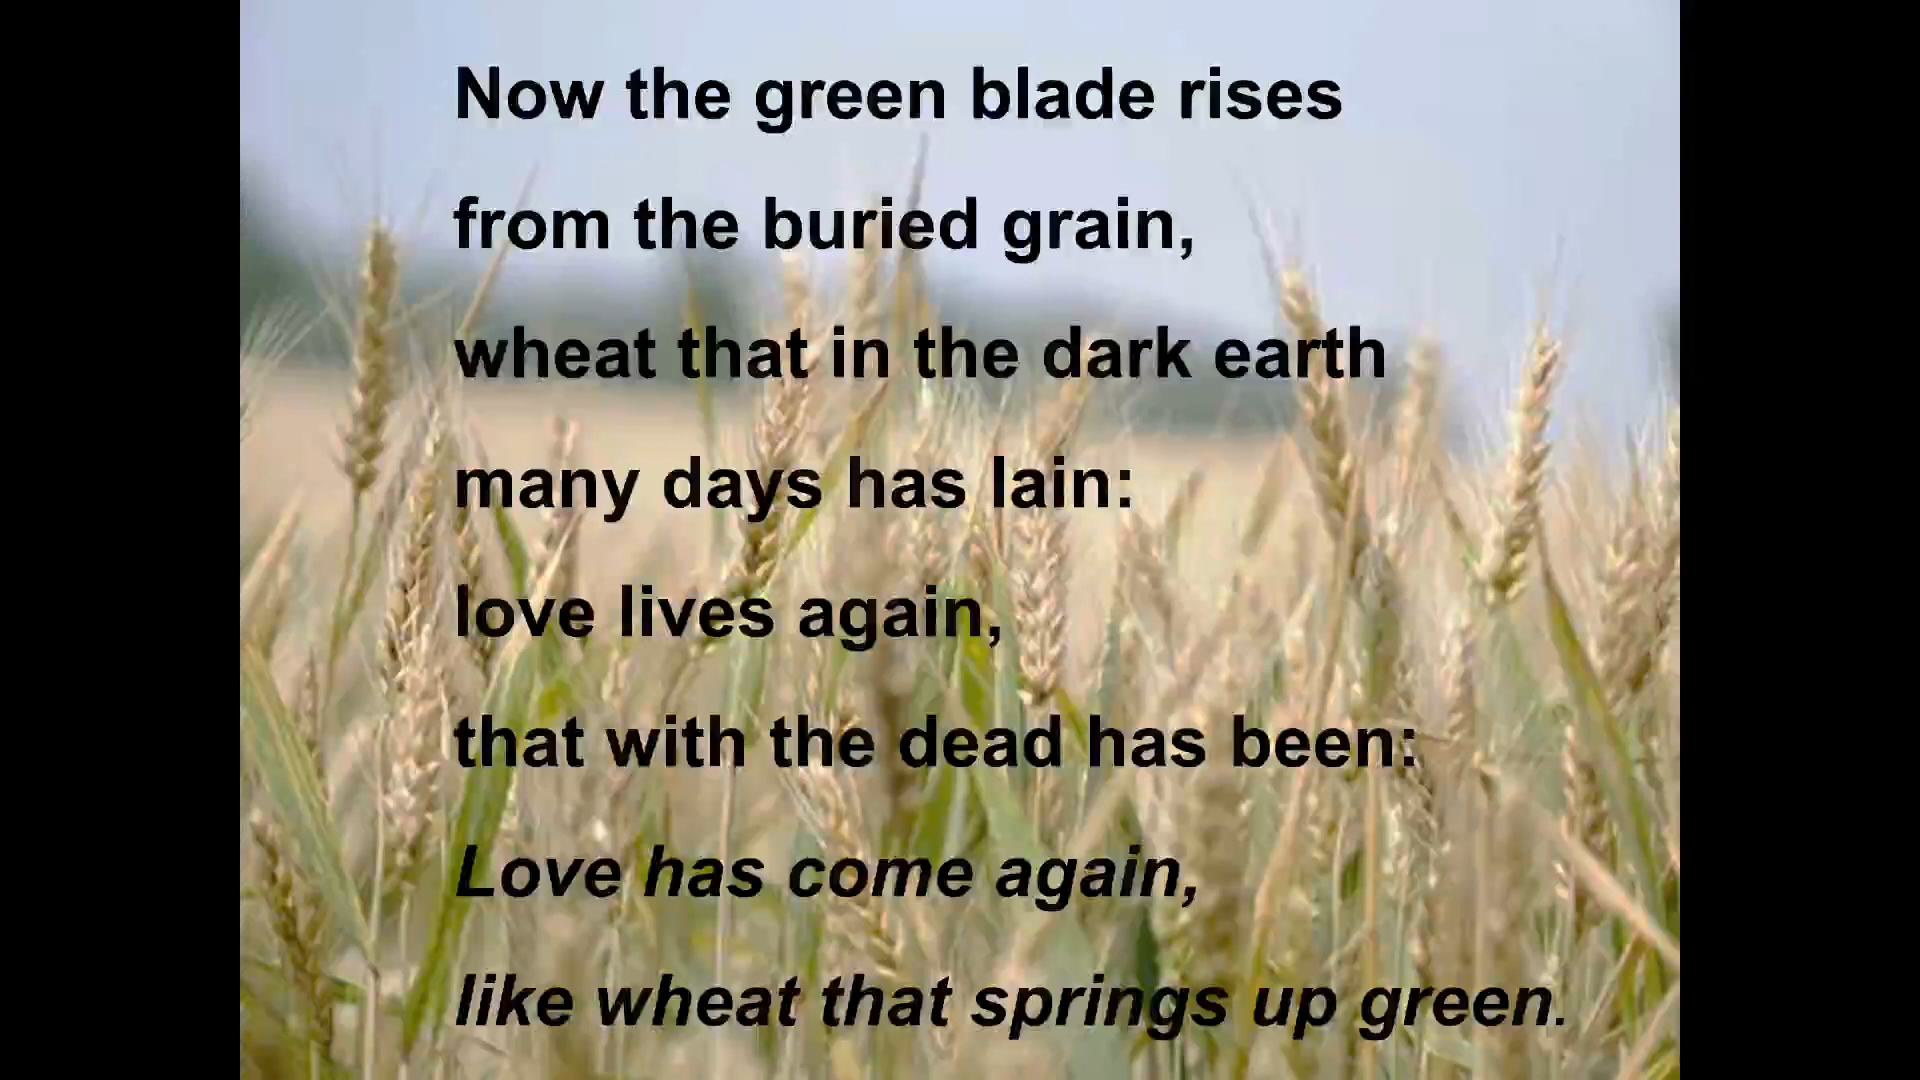 Now the green blade rises
from the buried grain,
wheat that in the dark earth
many days has lain:
love lives again,
that with the dead has been:
Love has come again,
like wheat that springs up green.